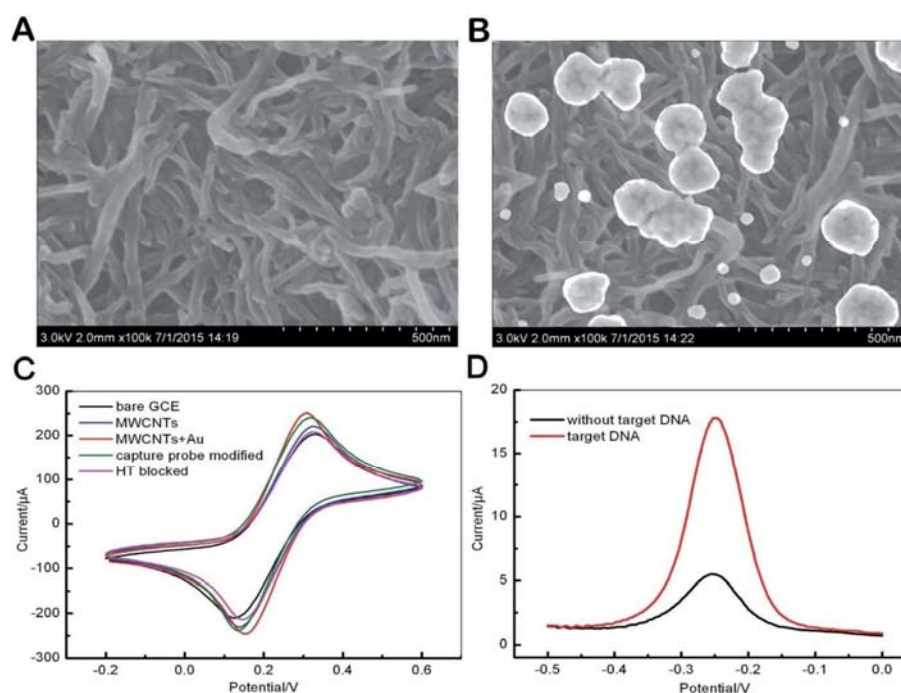 A
3.0kV 2.0mm x100k 7/1/2015 14:19
500nm
B
3.0kV 2.0mm x100k 7/1/2015 14:22
500nm
C
300
200
100
0
-100
-200
-300
Current/μA
bare GCE
MWCNTs
MWCNTs+Au
capture probe modified
HT blocked
-0.2
0.0
0.2
0.4
0.6
Potential/V
D
20
15
10
5
0
Current/μA
without target DNA
target DNA
-0.5
-0.4
-0.3
-0.2
-0.1
0.0
Potential/V